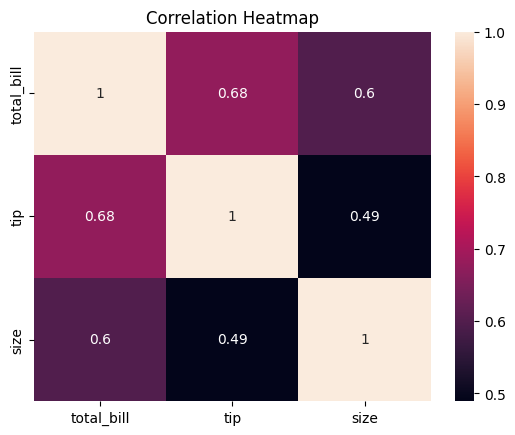 Correlation Heatmap
total_bill 1 0.68 0.6
tip 0.68 1 0.49
size 0.6 0.49 1
total_bill tip size
1.0
0.9
0.8
0.7
0.6
0.5